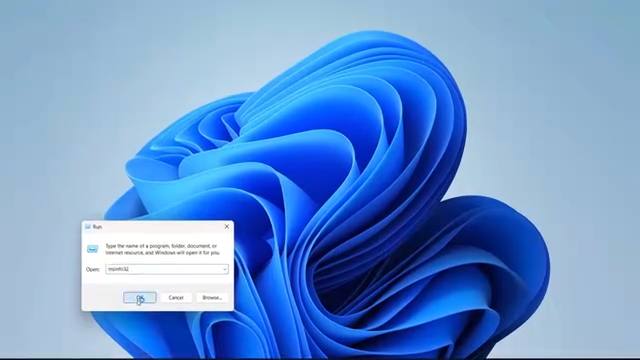 Run
Type the name of a program, folder, document, or
Internet resource, and Windows will open it for you.
Open: msinfo32
OK Cancel Browse...